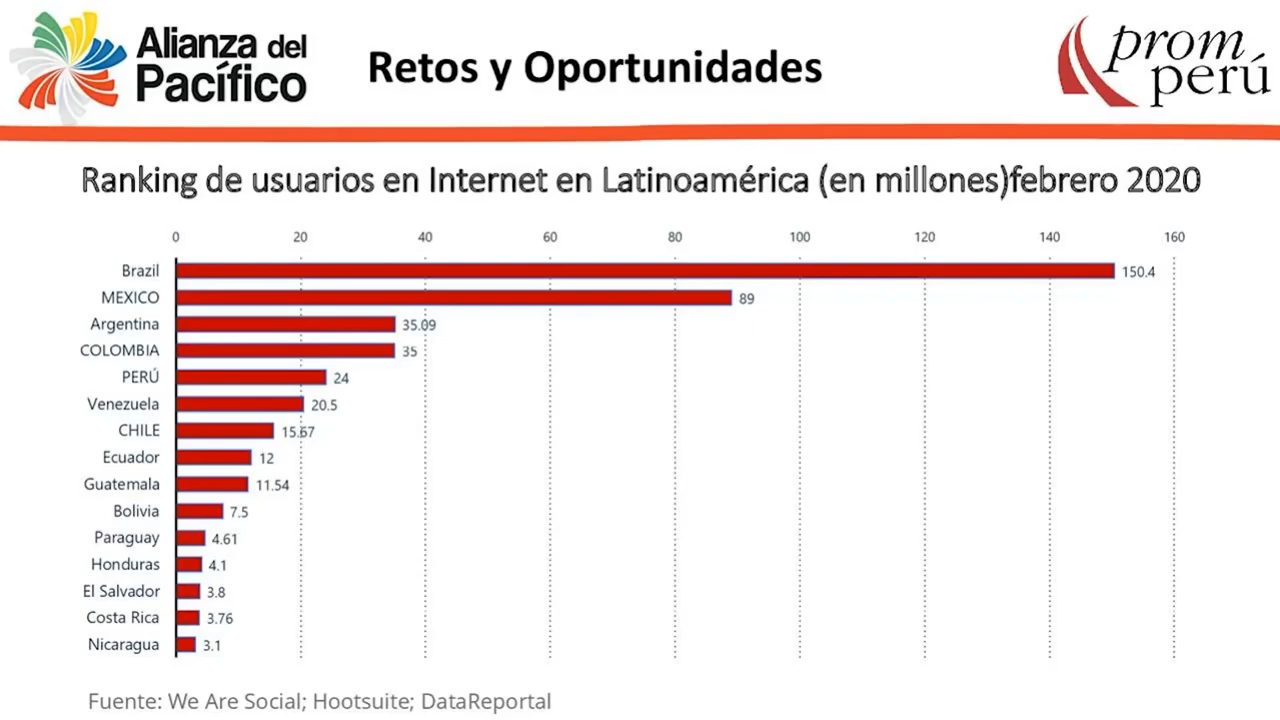 Alianza del
Pacífico
Retos y Oportunidades
prom
perú
Ranking de usuarios en Internet en Latinoamérica (en millones)febrero 2020
0 20 40 60 80 100 120 140 160
Brazil 150.4
MEXICO 89
Argentina 35.09
COLOMBIA 35
PERÚ 24
Venezuela 20.5
CHILE 15.67
Ecuador 12
Guatemala 11.54
Bolivia 7.5
Paraguay 4.61
Honduras 4.1
El Salvador 3.8
Costa Rica 3.76
Nicaragua 3.1
Fuente: We Are Social; Hootsuite; DataReportal